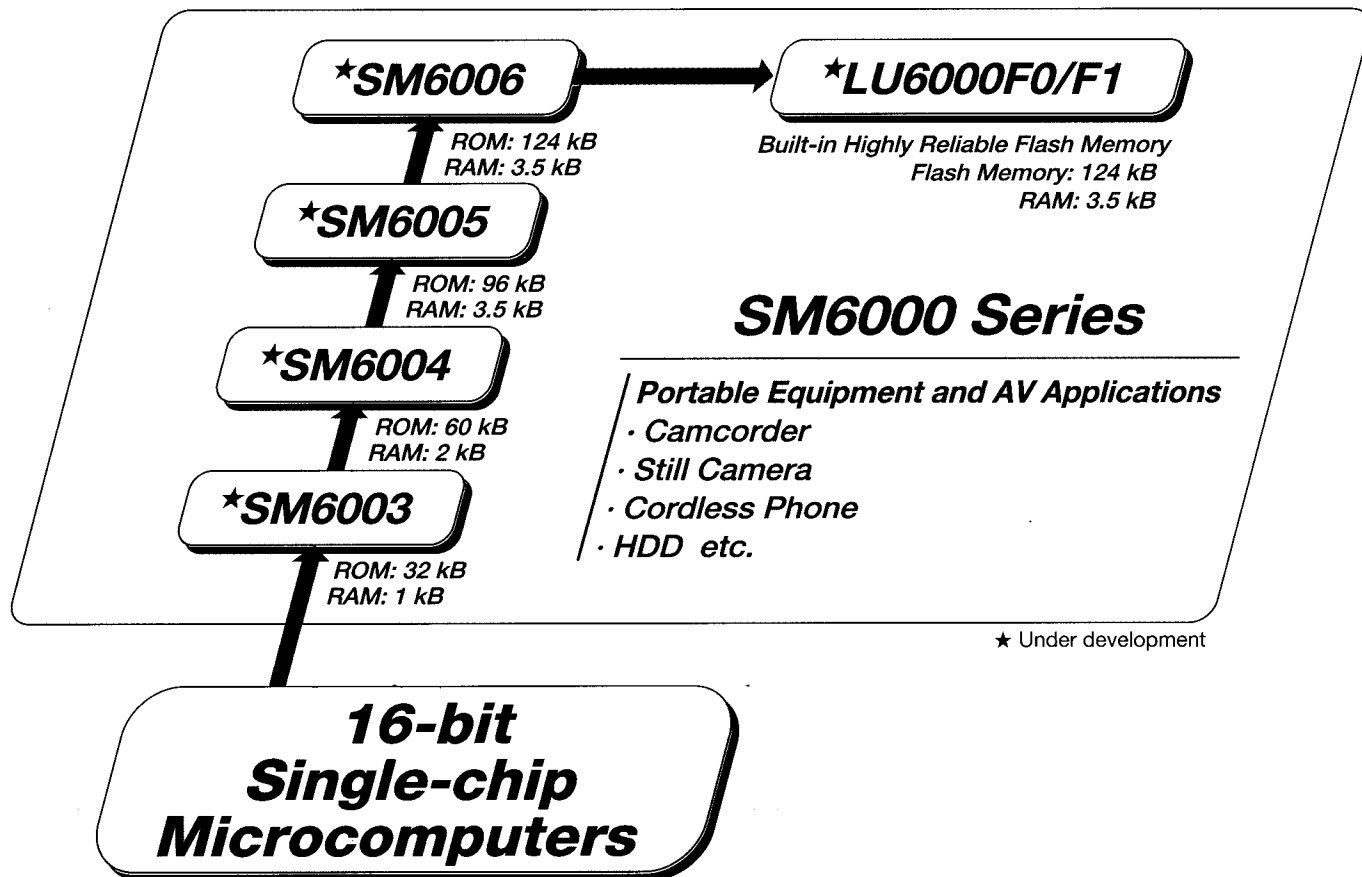 ★SM6006
ROM: 124 kB
RAM: 3.5 kB
★LU6000F0/F1
Built-in Highly Reliable Flash Memory
Flash Memory: 124 kB
RAM: 3.5 kB
★SM6005
ROM: 96 kB
RAM: 3.5 kB
★SM6004
ROM: 60 kB
RAM: 2 kB
★SM6003
ROM: 32 kB
RAM: 1 kB
SM6000 Series
Portable Equipment and AV Applications
· Camcorder
· Still Camera
· Cordless Phone
· HDD etc.
★ Under development
16-bit
Single-chip
Microcomputers